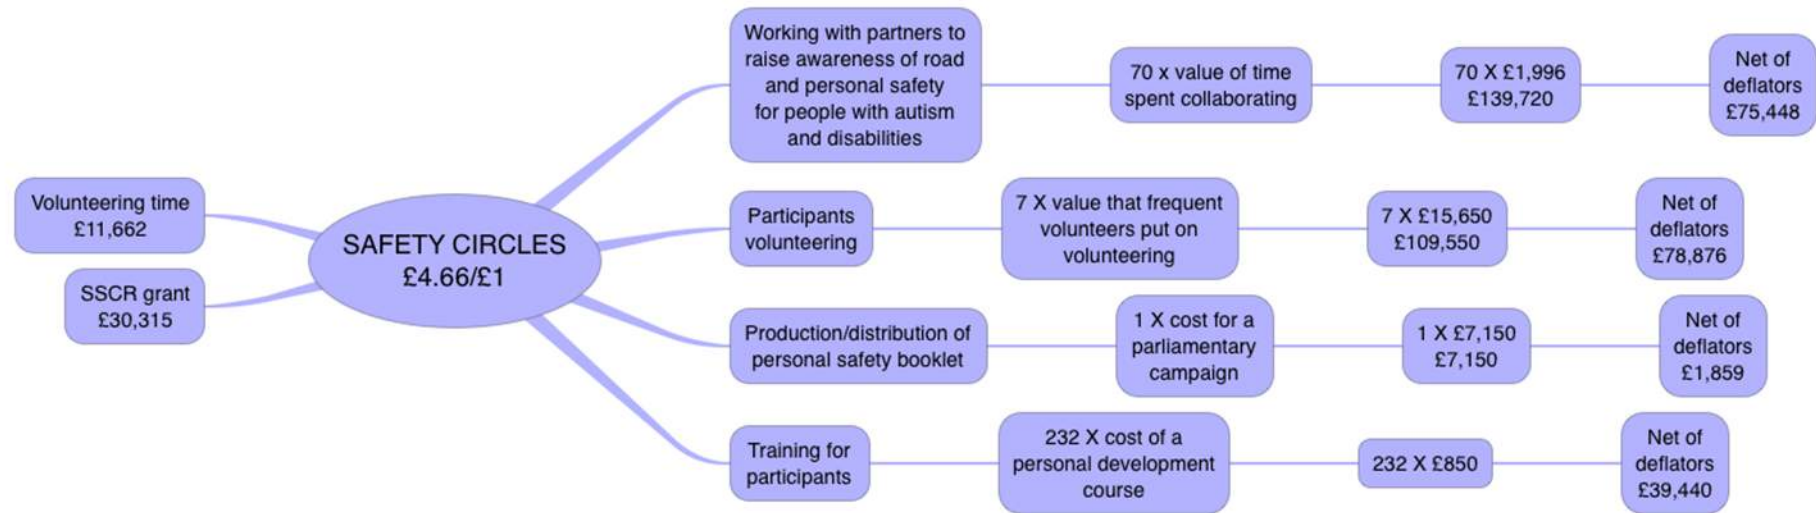 Volunteering time
£11,662
SSCR grant
£30,315
SAFETY CIRCLES
£4.66/£1
Working with partners to
raise awareness of road
and personal safety
for people with autism
and disabilities
70 x value of time
spent collaborating
70 X £1,996
£139,720
Net of
deflators
£75,448
Participants
volunteering
7 X value that frequent
volunteers put on
volunteering
7 X £15,650
£109,550
Net of
deflators
£78,876
Production/distribution of
personal safety booklet
1 X cost for a
parliamentary
campaign
1 X £7,150
£7,150
Net of
deflators
£1,859
Training for
participants
232 X cost of a
personal development
course
232 X £850
Net of
deflators
£39,440